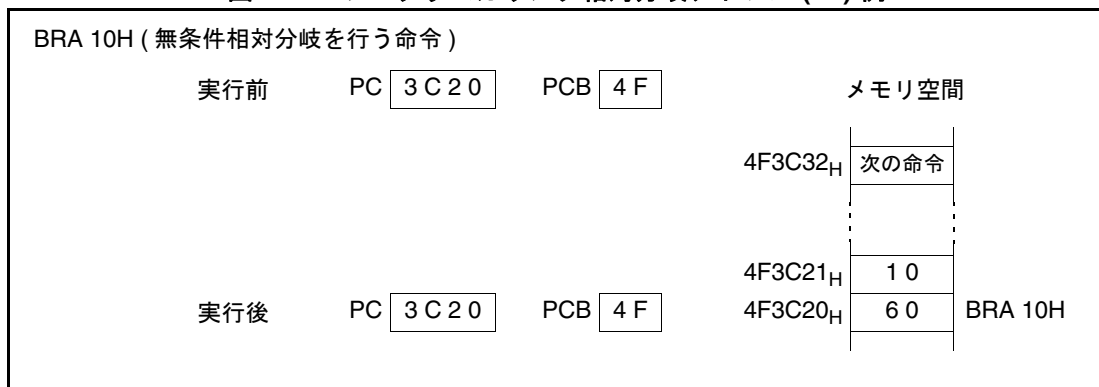 BRA 10H ( 無条件相対分岐を行う命令 )
実行前 PC 3 C 2 0 PCB 4 F メモリ空間
4F3C32H 次の命令
4F3C21H 1 0
実行後 PC 3 C 2 0 PCB 4 F 4F3C20H 6 0 BRA 10H